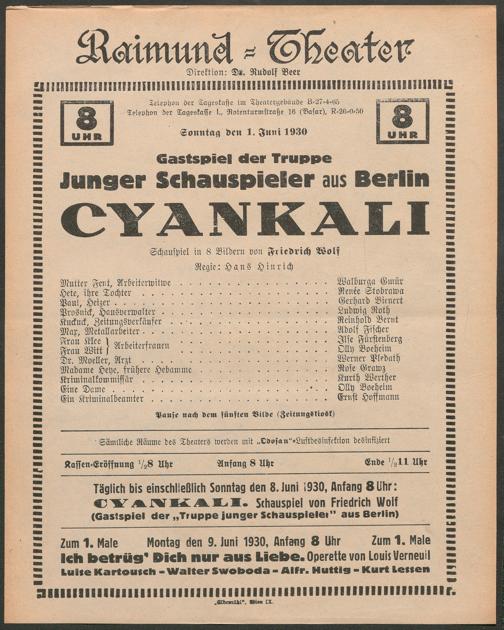 Raimund-Theater
Direktion: Dr. Rudolf Beer
8 UHR
Telephon der Tageskasse im Theatergebäude B-27-4-65
Telephon der Tageskassa I., Rotenturmstraße 16 (Basar), R-26-0-50
8 UHR
Sonntag den 1. Juni 1930
Gastspiel der Truppe
Junger Schauspieler aus Berlin
CYANKALI
Schauspiel in 8 Bildern von Friedrich Wolf
Regie: Hans Hinrich
Mutter Fent, Arbeiterwitwe . . . Walburga Gmür
Hete, ihre Tochter . . . Renée Stobrawa
Paul, Heizer . . . Gerhard Bienert
Prosnick, Hausverwalter . . . Ludwig Roth
Kuckuck, Zeitungsverkäufer . . . Reinhold Bernt
Max, Metallarbeiter . . . Adolf Fischer
Frau Klee } Arbeiterfrauen . . . Ilse Fürstenberg
Frau Witt } . . . Olly Boeheim
Dr. Moeller, Arzt . . . Werner Pledath
Madame Heye, frühere Hebamme . . . Rose Grawz
Kriminalkommissär . . . Kurth Werther
Eine Dame . . . Olly Boeheim
Ein Kriminalbeamter . . . Ernst Hoffmann
Pause nach dem fünften Bilde (Zeitungskiosk)
Sämtliche Räume des Theaters werden mit „Odosan“-Luftdesinfektion desinfiziert
Kassen-Eröffnung ½8 Uhr Anfang 8 Uhr Ende ½11 Uhr
Täglich bis einschließlich Sonntag den 8. Juni 1930, Anfang 8 Uhr:
CYANKALI. Schauspiel von Friedrich Wolf
(Gastspiel der „Truppe junger Schauspieler" aus Berlin)
Zum 1. Male Montag den 9. Juni 1930, Anfang 8 Uhr Zum 1. Male
Ich betrüg' Dich nur aus Liebe. Operette von Louis Verneuil
Luise Kartousch – Walter Swoboda – Alfr. Huttig – Kurt Lessen
„Elbemühl“, Wien IX.